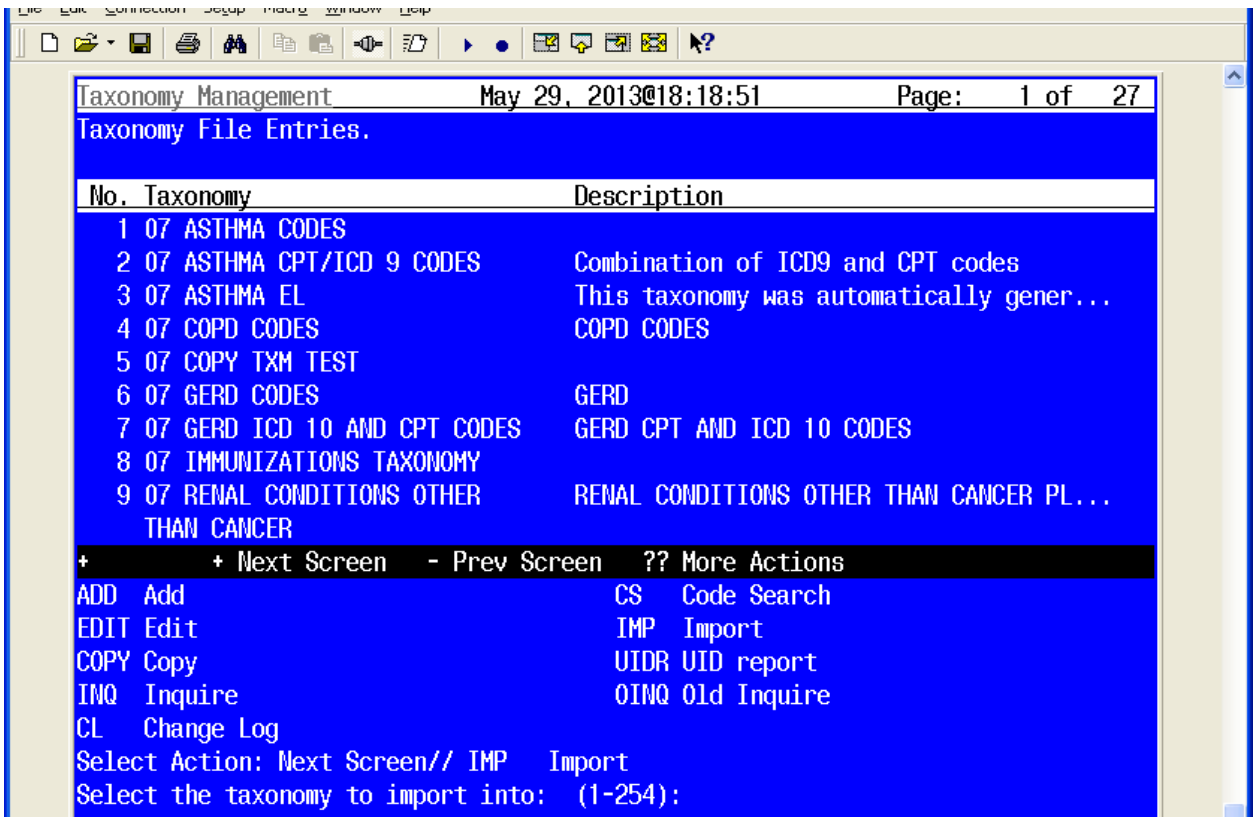 File Edit Connection Setup Macro Window Help
Taxonomy Management May 29, 2013@18:18:51 Page: 1 of 27
Taxonomy File Entries.
No. Taxonomy Description
1 07 ASTHMA CODES
2 07 ASTHMA CPT/ICD 9 CODES Combination of ICD9 and CPT codes
3 07 ASTHMA EL This taxonomy was automatically gener...
4 07 COPD CODES COPD CODES
5 07 COPY TXM TEST
6 07 GERD CODES GERD
7 07 GERD ICD 10 AND CPT CODES GERD CPT AND ICD 10 CODES
8 07 IMMUNIZATIONS TAXONOMY
9 07 RENAL CONDITIONS OTHER RENAL CONDITIONS OTHER THAN CANCER PL...
THAN CANCER
+ + Next Screen - Prev Screen ?? More Actions
ADD Add CS Code Search
EDIT Edit IMP Import
COPY Copy UIDR UID report
INQ Inquire OINQ Old Inquire
CL Change Log
Select Action: Next Screen// IMP Import
Select the taxonomy to import into: (1-254):